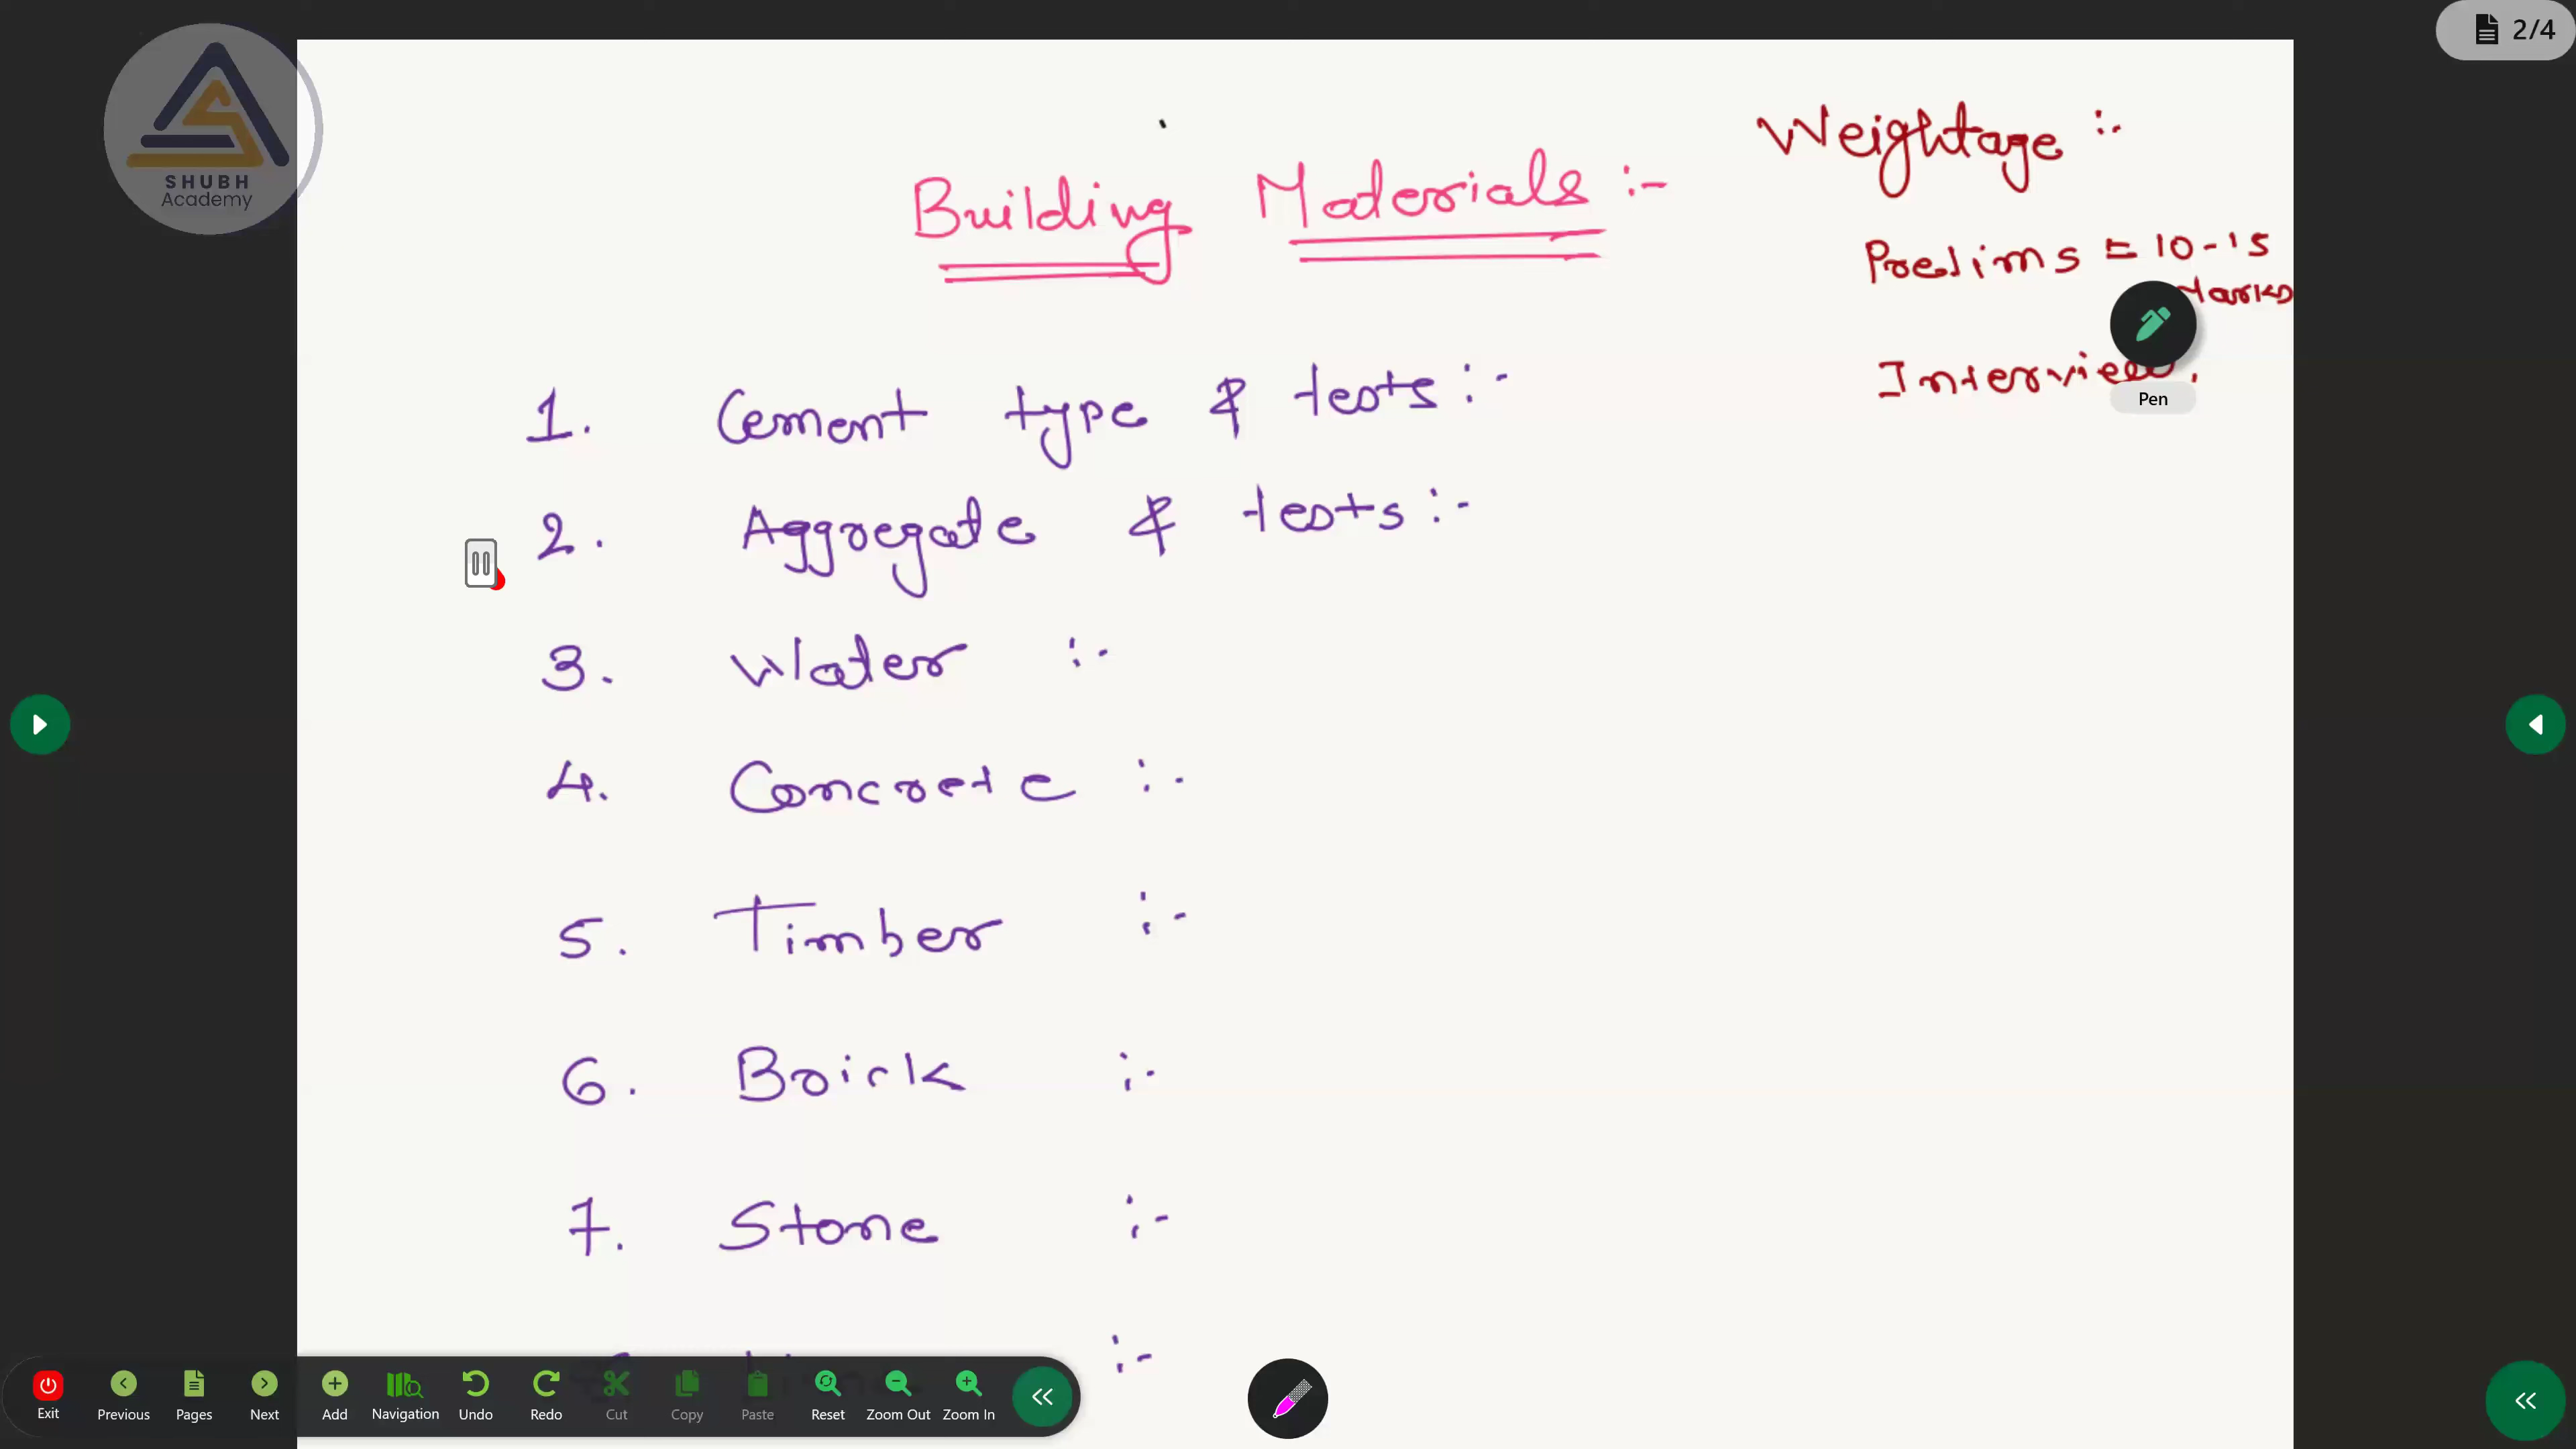 2/4
SHUBH
Academy
Weightage :-
Building Materials :-
Prelims = 10-15
Marks
Interview.
Pen
1. Cement type & tests :-
2. Aggregate & tests :-
3. Water :-
4. Concrete :-
5. Timber :-
6. Brick :-
7. Stone :-
:-
Exit Previous Pages Next Add Navigation Undo Redo Cut Copy Paste Reset Zoom Out Zoom In